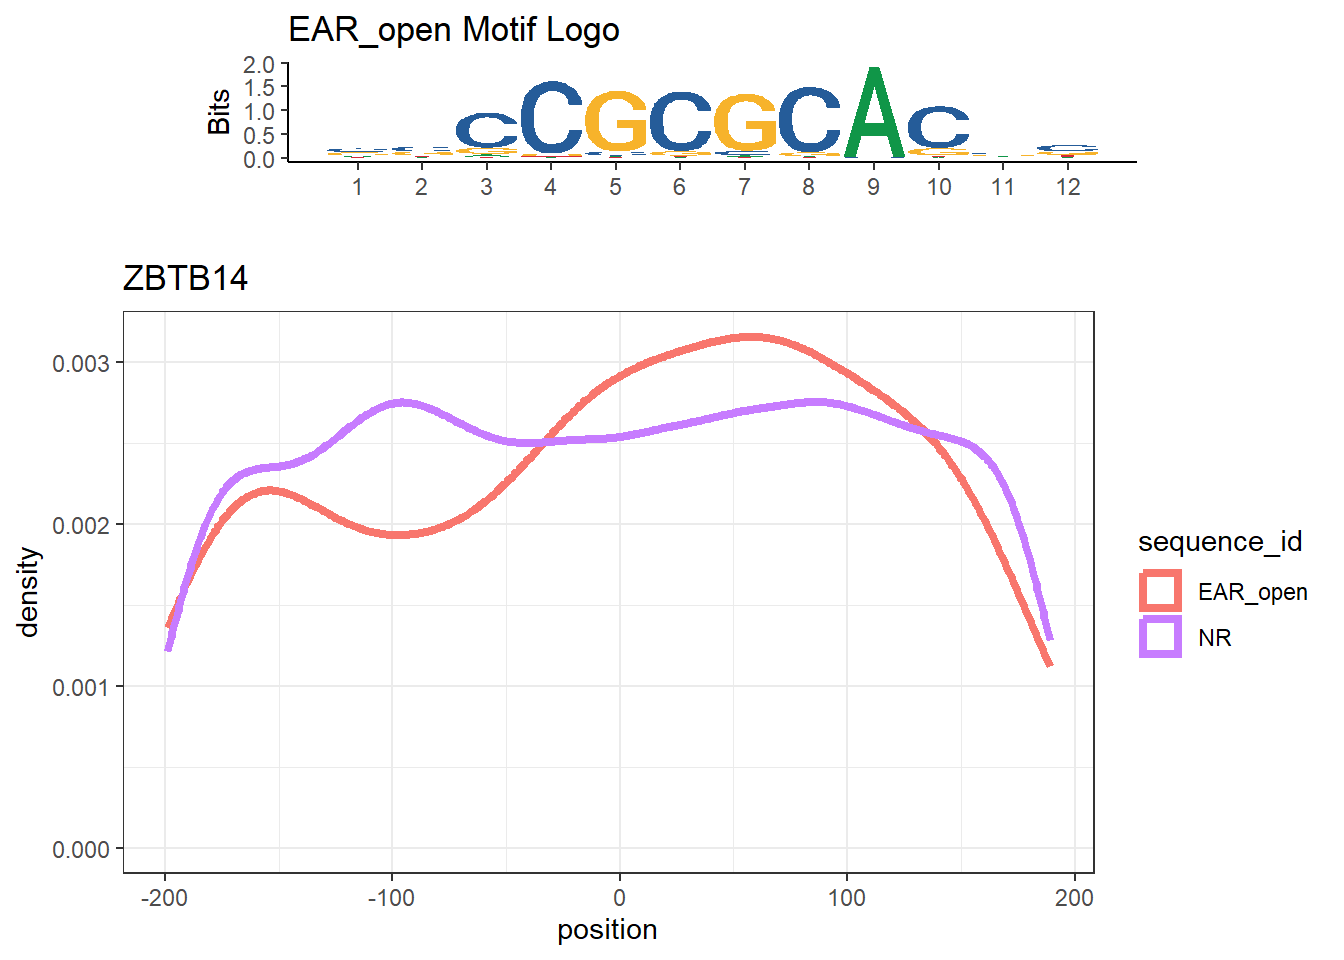 EAR_open Motif Logo
Bits
2.0
1.5
1.0
0.5
0.0
CCGCGCAC
1 2 3 4 5 6 7 8 9 10 11 12
ZBTB14
density
0.003
0.002
0.001
0.000
-200 -100 0 100 200
position
sequence_id
EAR_open
NR